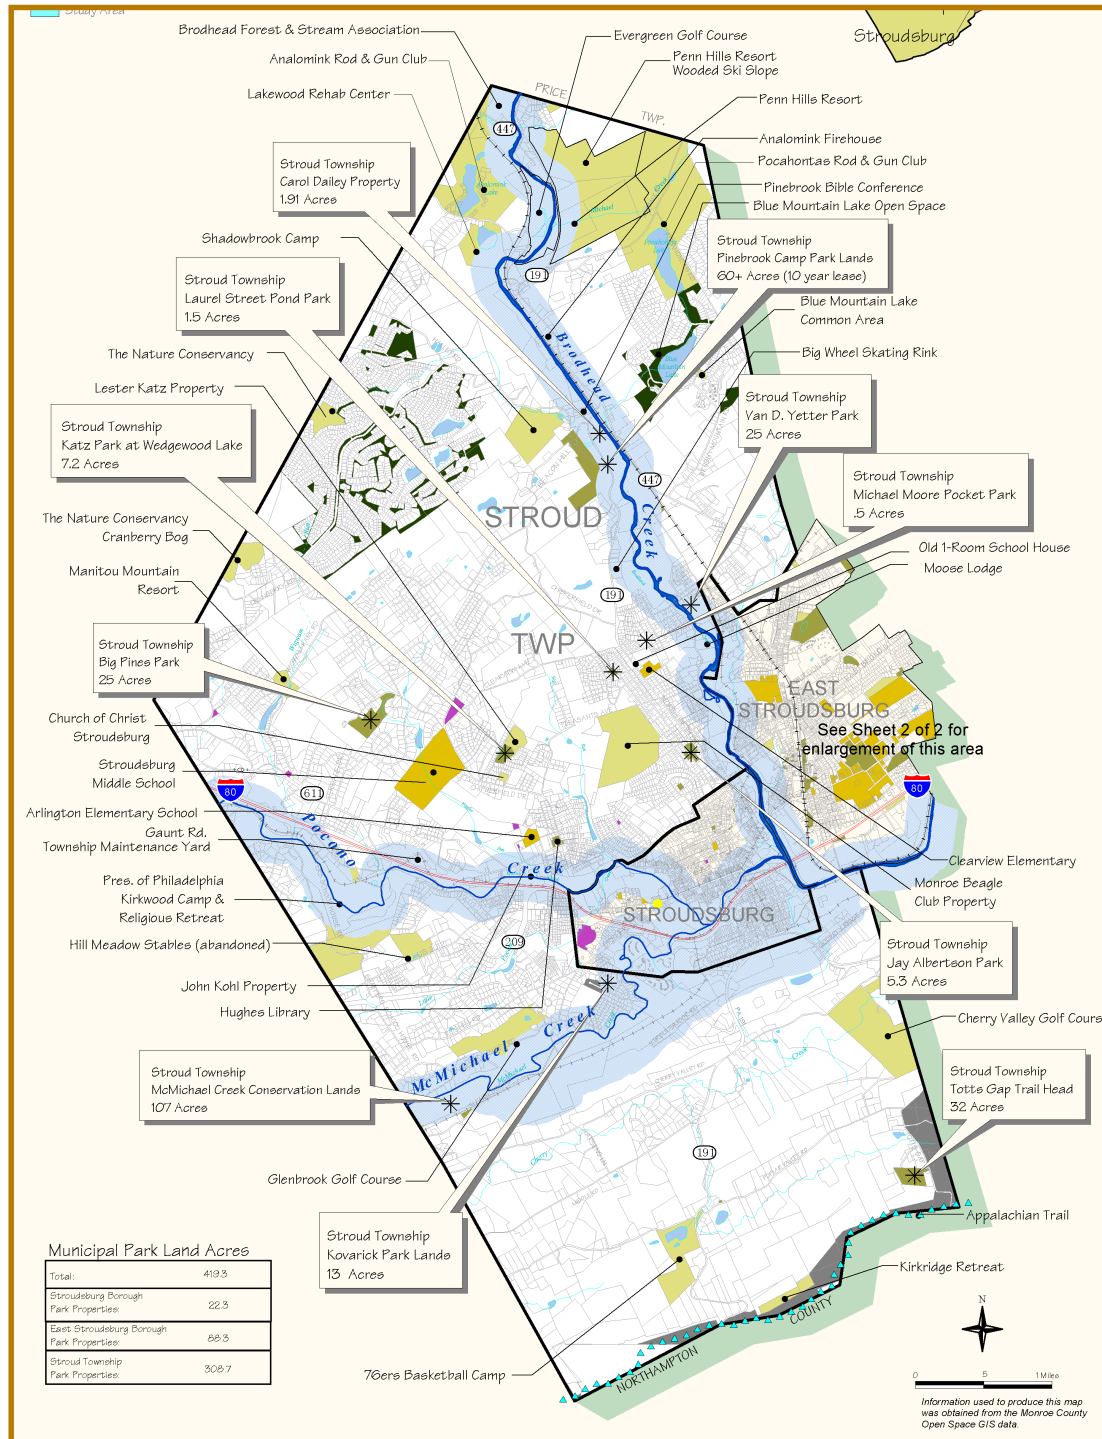 Study Area
Stroudsburg
Brodhead Forest & Stream Association
Analomink Rod & Gun Club
Lakewood Rehab Center
Evergreen Golf Course
Penn Hills Resort
Wooded Ski Slope
Penn Hills Resort
Analomink Firehouse
Pocahontas Rod & Gun Club
Pinebrook Bible Conference
Blue Mountain Lake Open Space
PRICE
TWP.
447
Stroud Township
Carol Dailey Property
1.91 Acres
Shadowbrook Camp
Stroud Township
Laurel Street Pond Park
1.5 Acres
Stroud Township
Pinebrook Camp Park Lands
60+ Acres (10 year lease)
191
Blue Mountain Lake
Common Area
Big Wheel Skating Rink
The Nature Conservancy
Lester Katz Property
Stroud Township
Katz Park at Wedgewood Lake
7.2 Acres
Stroud Township
Van D. Yetter Park
25 Acres
Brodhead
Creek
447
Stroud Township
Michael Moore Pocket Park
.5 Acres
STROUD
TWP
The Nature Conservancy
Cranberry Bog
Old 1-Room School House
Moose Lodge
Manitou Mountain
Resort
191
Stroud Township
Big Pines Park
25 Acres
EAST
STROUDSBURG
See Sheet 2 of 2 for
enlargement of this area
Church of Christ
Stroudsburg
Stroudsburg
Middle School
80
611
80
Arlington Elementary School
Gaunt Rd.
Township Maintenance Yard
Pocono
Creek
Clearview Elementary
Monroe Beagle
Club Property
Pres. of Philadelphia
Kirkwood Camp &
Religious Retreat
STROUDSBURG
Hill Meadow Stables (abandoned)
209
Stroud Township
Jay Albertson Park
5.3 Acres
John Kohl Property
Hughes Library
McMichael
Creek
Cherry Valley Golf Cours
Stroud Township
McMichael Creek Conservation Lands
107 Acres
Stroud Township
Totts Gap Trail Head
32 Acres
CHERRY VALLEY RD
191
Cherry
Creek
Glenbrook Golf Course
Appalachian Trail
Stroud Township
Kovarick Park Lands
13 Acres
Kirkridge Retreat
76ers Basketball Camp
NORTHAMPTON
COUNTY
Municipal Park Land Acres
Total: 419.3
Stroudsburg Borough
Park Properties: 22.3
East Stroudsburg Borough
Park Properties: 88.3
Stroud Township
Park Properties: 308.7
N
0 .5 1 Miles
Information used to produce this map
was obtained from the Monroe County
Open Space GIS data.